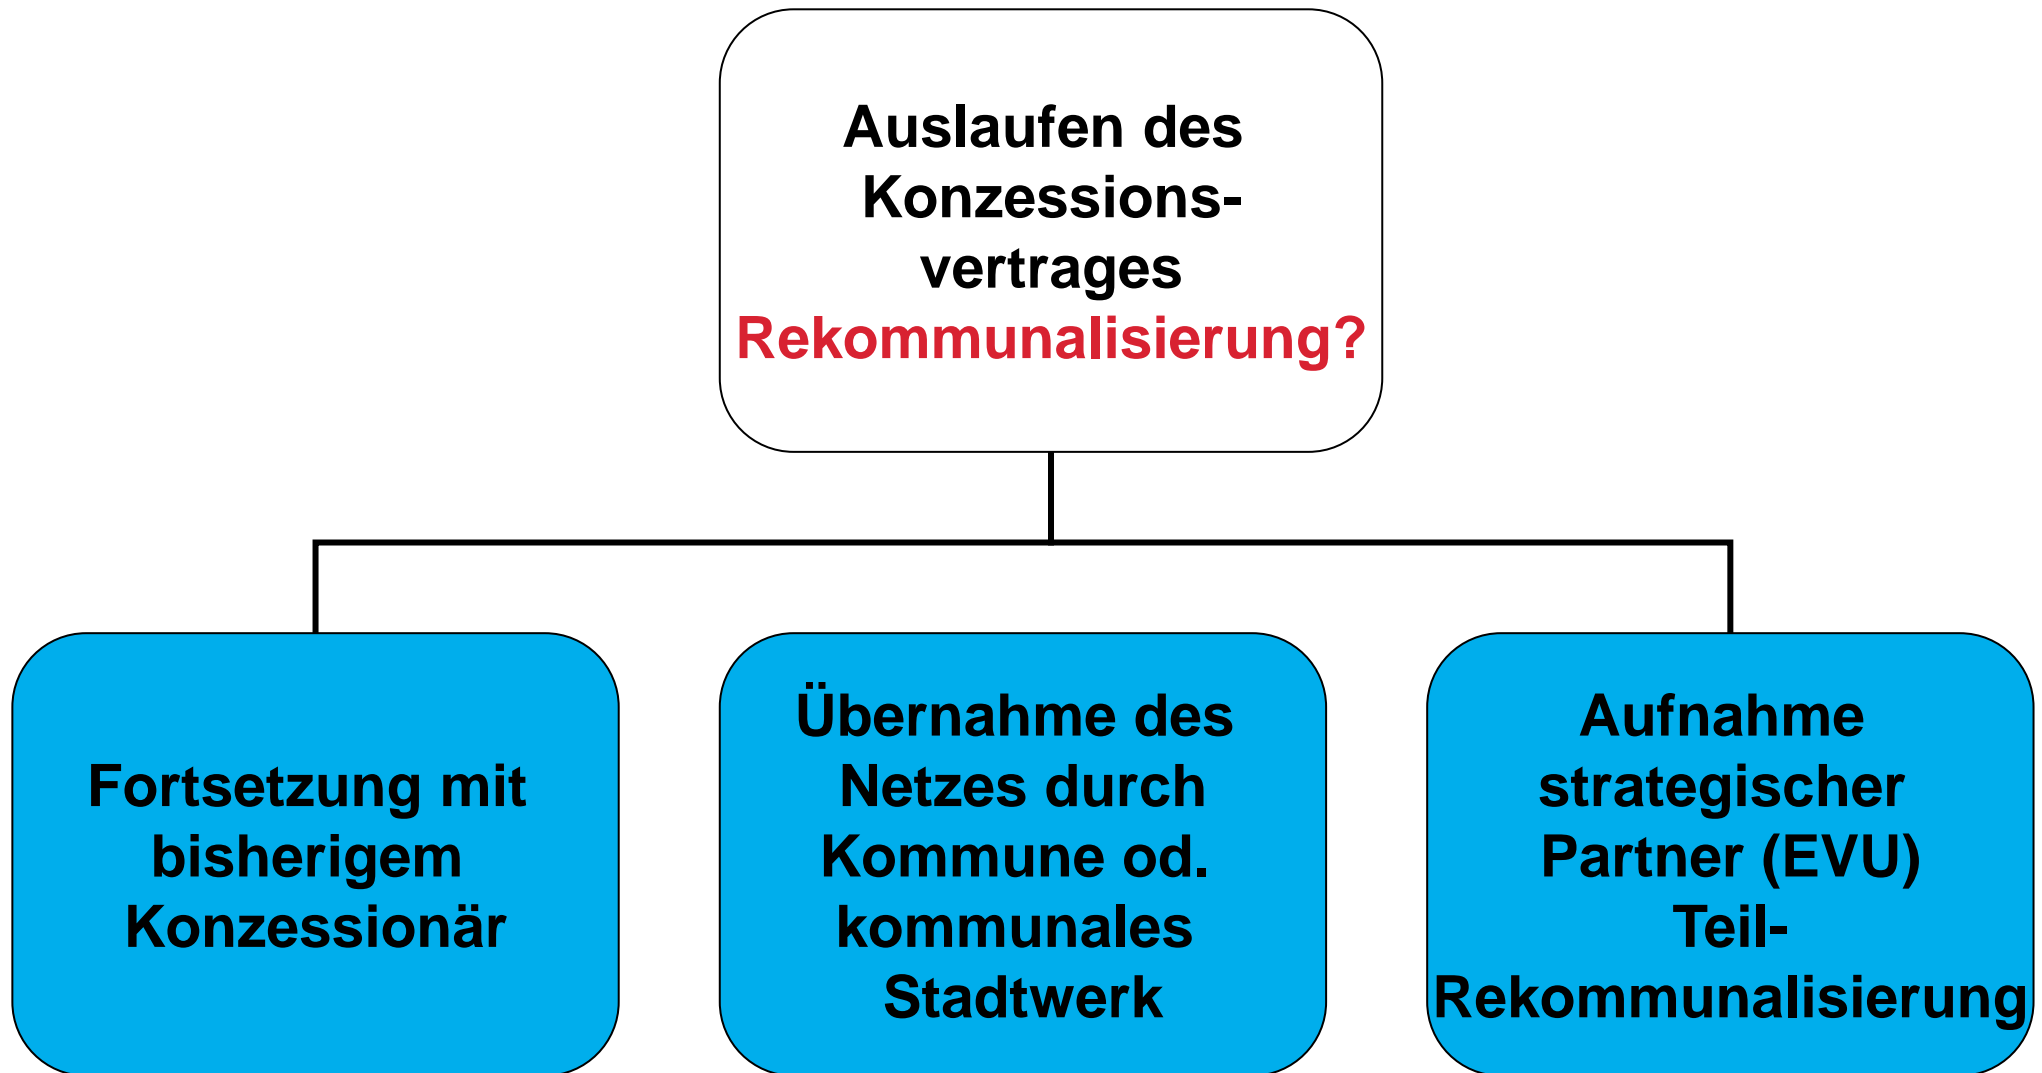 Auslaufen des
Konzessions-
vertrages
Rekommunalisierung?
Fortsetzung mit
bisherigem
Konzessionär
Übernahme des
Netzes durch
Kommune od.
kommunales
Stadtwerk
Aufnahme
strategischer
Partner (EVU)
Teil-
Rekommunalisierung